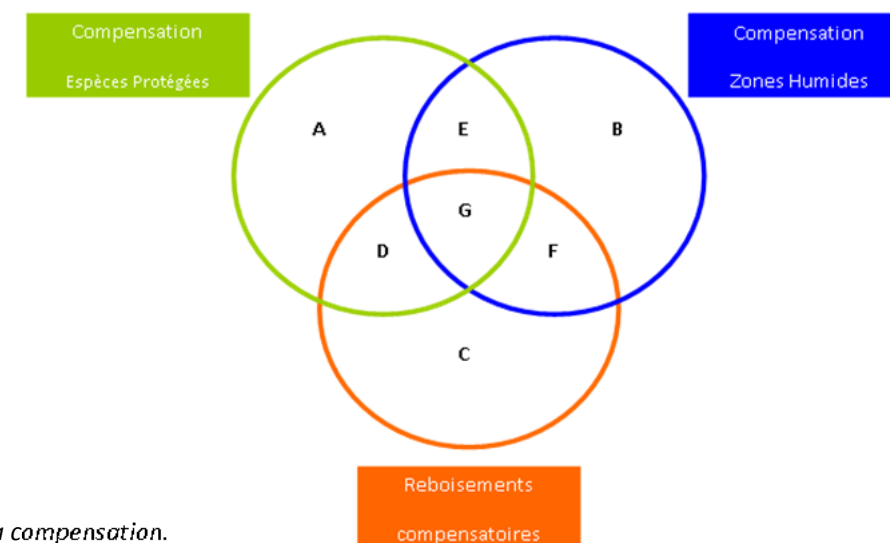 Compensation
Espèces Protégées
Compensation
Zones Humides
A
E
B
G
D
F
C
Reboisements
compensatoires
compensation.